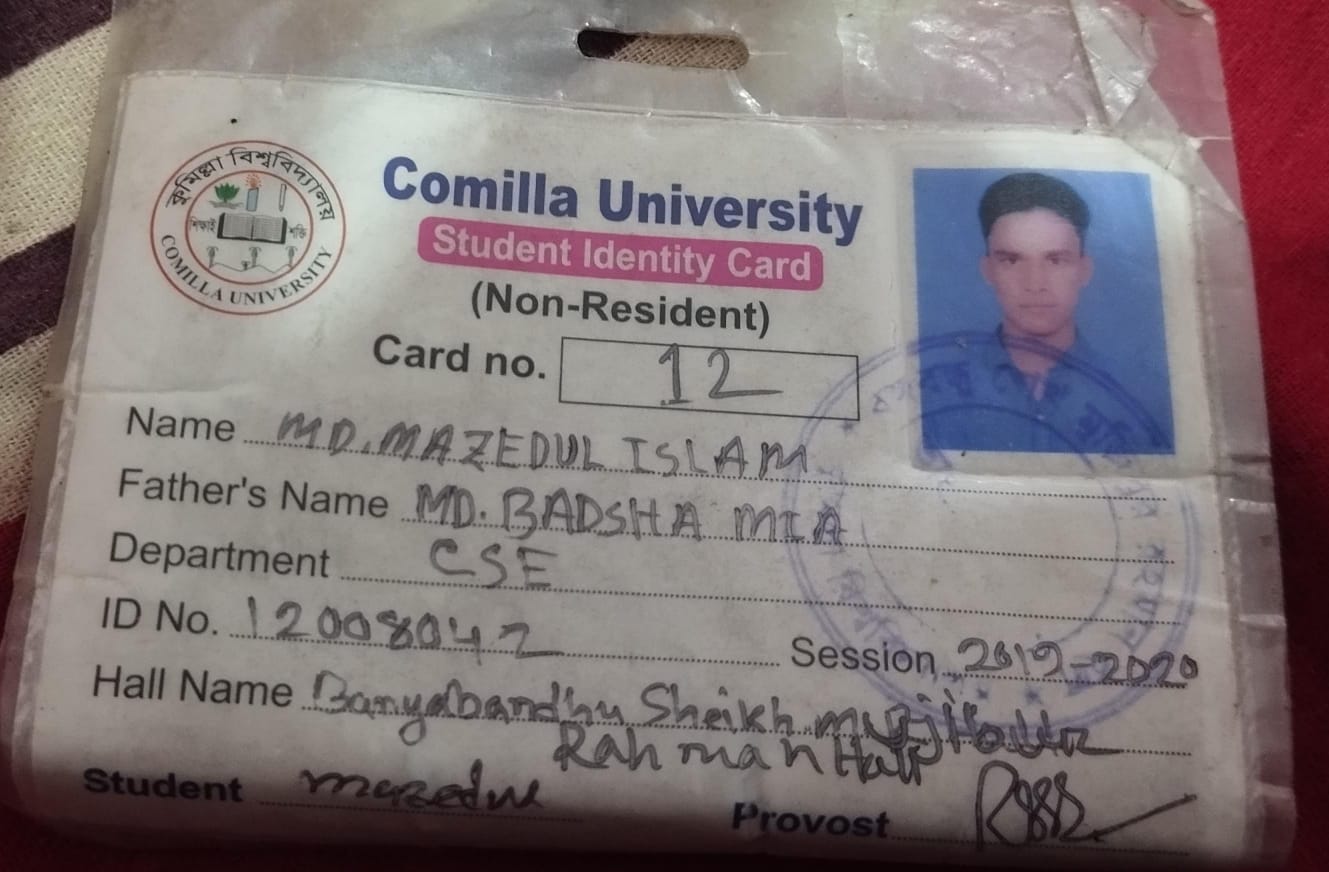 কুমিল্লা বিশ্ববিদ্যালয়
শিক্ষাই শক্তি
COMILLA UNIVERSITY
Comilla University
Student Identity Card
(Non-Resident)
Card no. 12
Name MD. MAZEDUL ISLAM
Father's Name MD. BADSHA MIA
Department CSE
ID No. 12008042 Session 2019-2020
Hall Name Bangabandhu Sheikh
Rahman Hall
Student mazedul
Provost